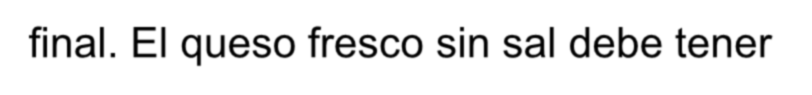 final. El queso fresco sin sal debe tener